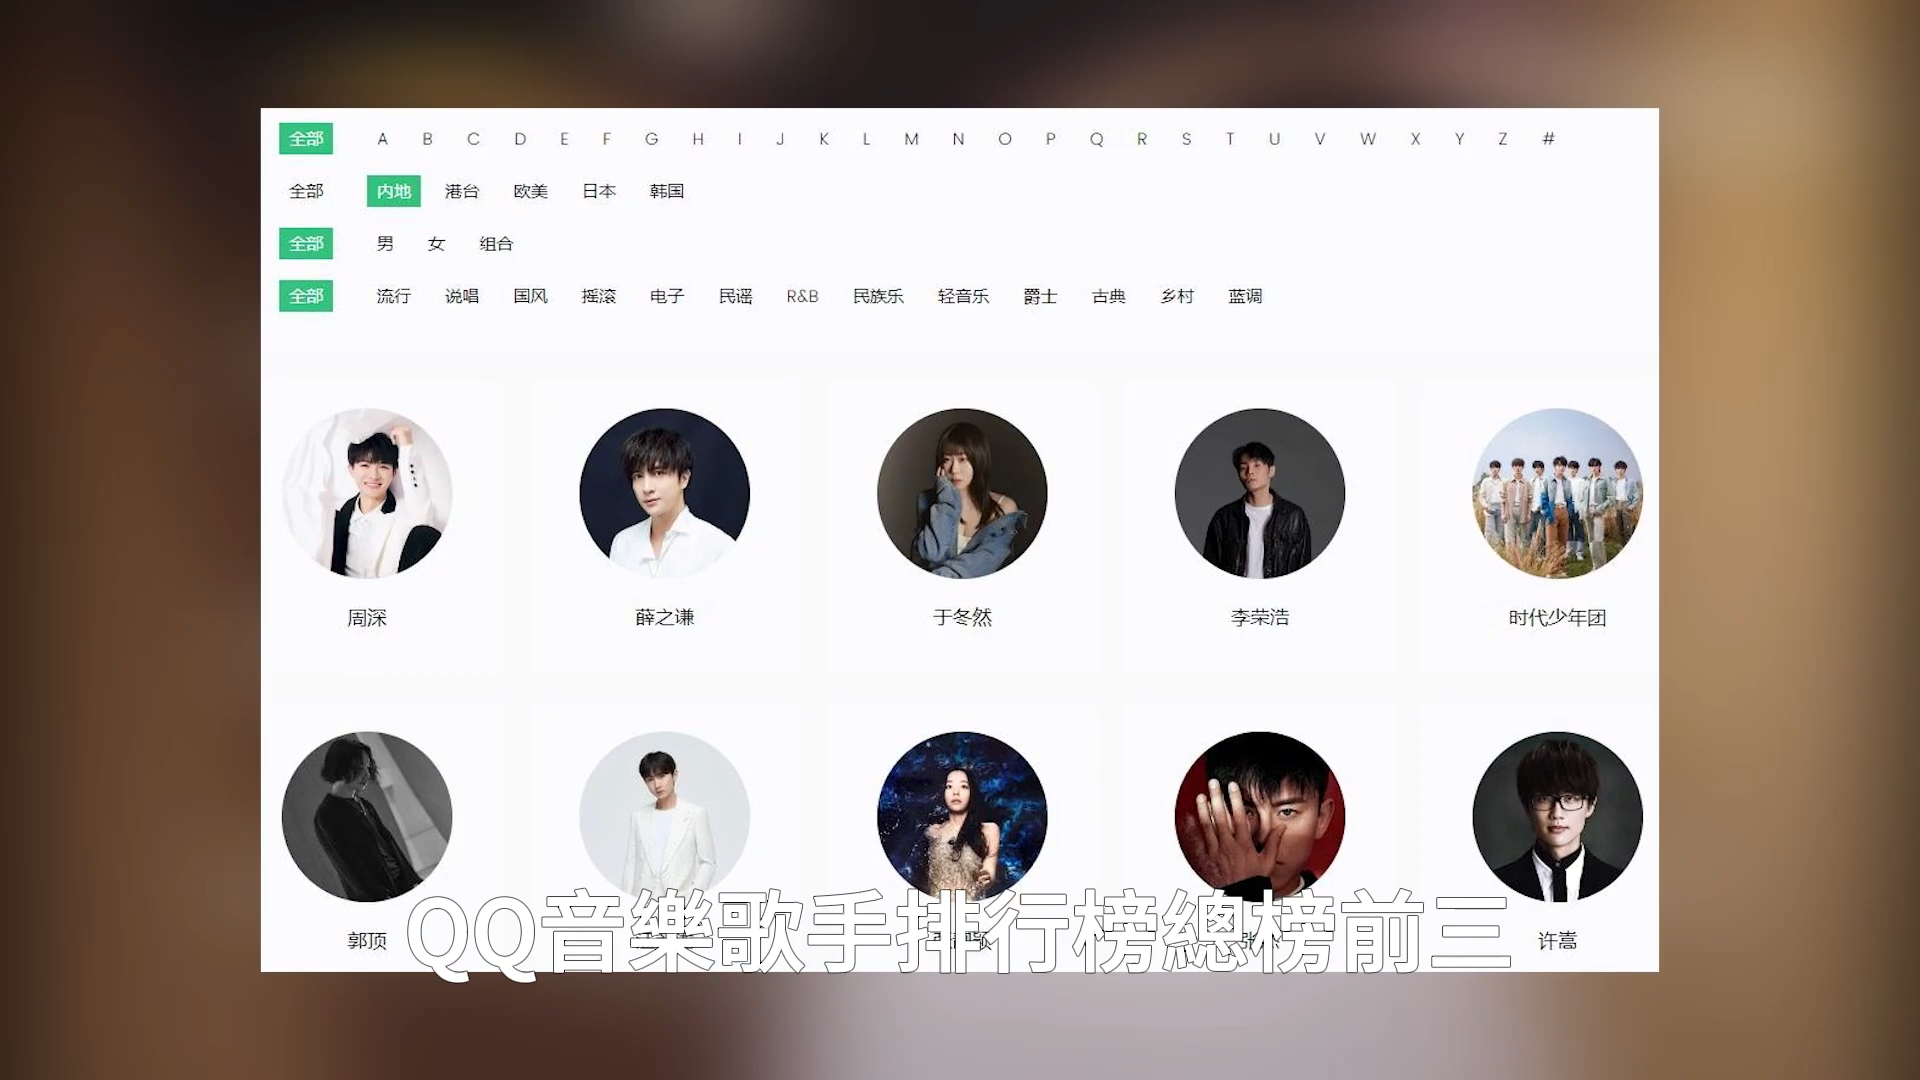 全部 A B C D E F G H I J K L M N O P Q R S T U V W X Y Z #
全部 内地 港台 欧美 日本 韩国
全部 男 女 组合
全部 流行 说唱 国风 摇滚 电子 民谣 R&B 民族乐 轻音乐 爵士 古典 乡村 蓝调
周深 薛之谦 于冬然 李荣浩 时代少年团
郭顶 许嵩
QQ音樂歌手排行榜總榜前三